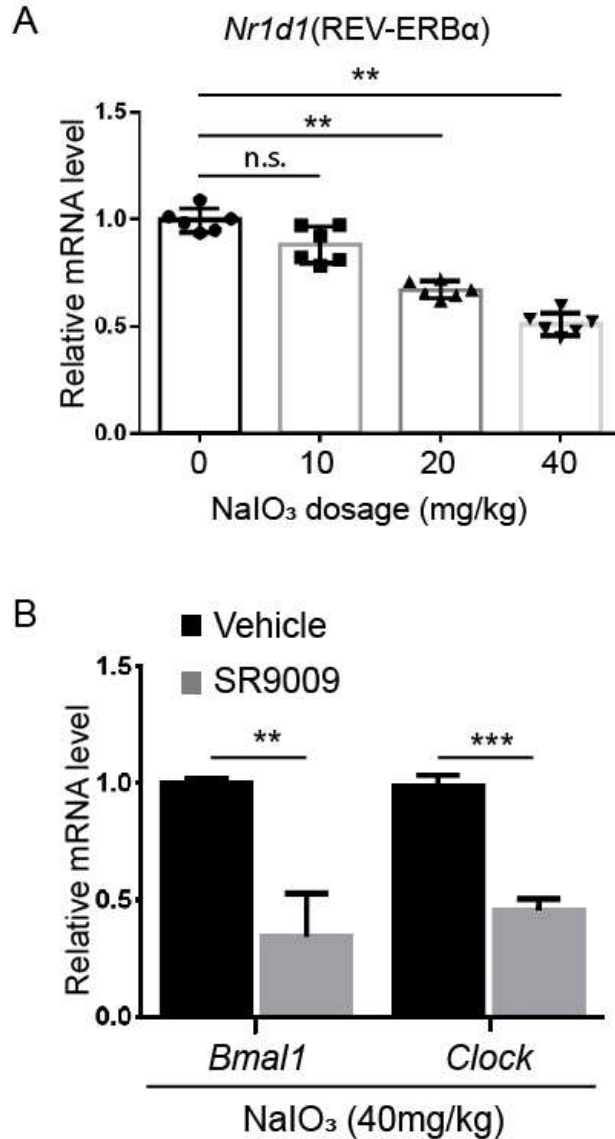 A
Nr1d1(REV-ERBα)
**
**
n.s.
Relative mRNA level
1.5
1.0
0.5
0.0
0 10 20 40
NaIO₃ dosage (mg/kg)
B
Vehicle
SR9009
** ***
Relative mRNA level
1.5
1.0
0.5
0.0
Bmal1 Clock
NaIO₃ (40mg/kg)